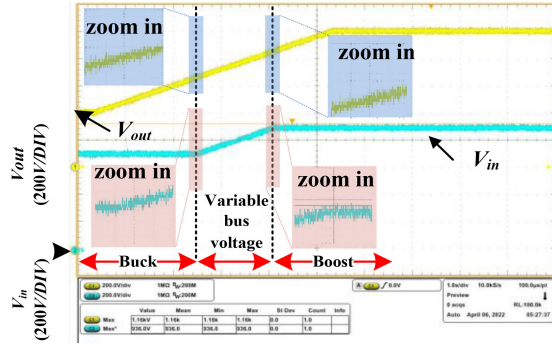 zoom in
zoom in
Vout
Vin
zoom in
zoom in
Variable
bus
voltage
Buck
Boost
Vout
(200V/DIV)
Vin
(200V/DIV)
200.0V/div 1MΩ 200M
200.0V/div 1MΩ 200M
Value Mean Min Max St Dev Count Info
Max 1.16kV 1.16k 1.16k 1.16k 0.0 1.0
Max* 936.0V 936.0 936.0 936.0 0.0 1.0
0.0V
1.0s/div 10.0kS/s 100.0µs/pt
Preview
0 acqs RL:100.0k
Auto April 06, 2022 05:27:37